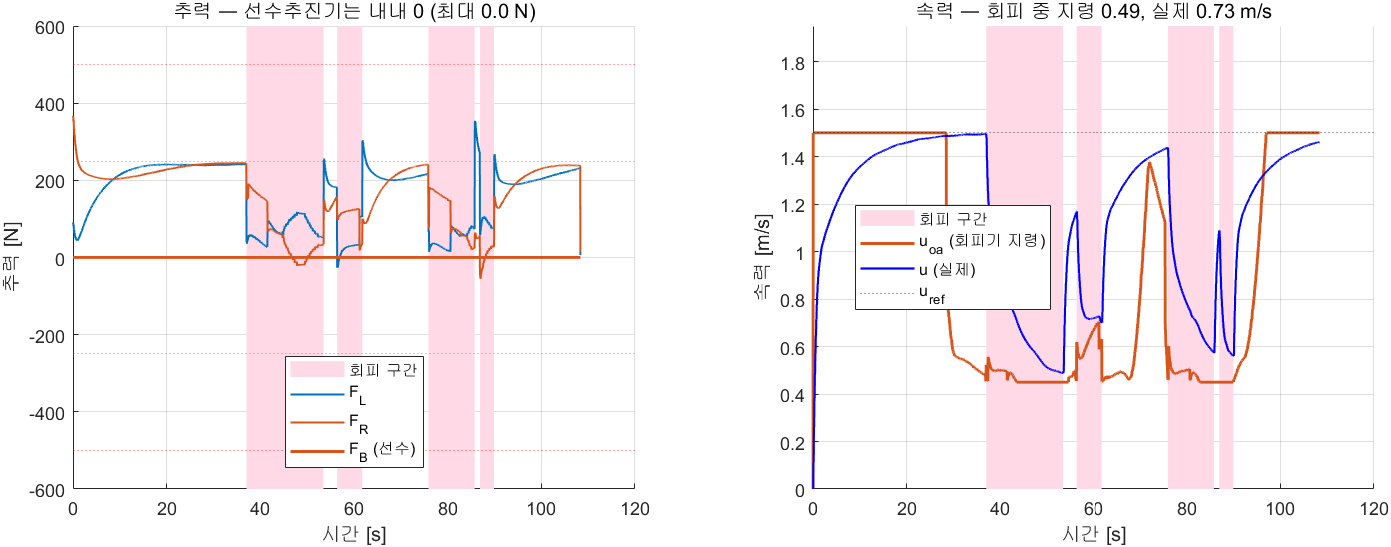 추력 — 선수추진기는 내내 0 (최대 0.0 N)
600
400
200
0
-200
-400
-600
추력 [N]
0 20 40 60 80 100 120
시간 [s]
회피 구간
F_L
F_R
F_B (선수)
속력 — 회피 중 지령 0.49, 실제 0.73 m/s
1.8
1.6
1.4
1.2
1
0.8
0.6
0.4
0.2
0
속력 [m/s]
0 20 40 60 80 100 120
시간 [s]
회피 구간
u_oa (회피기 지령)
u (실제)
u_ref